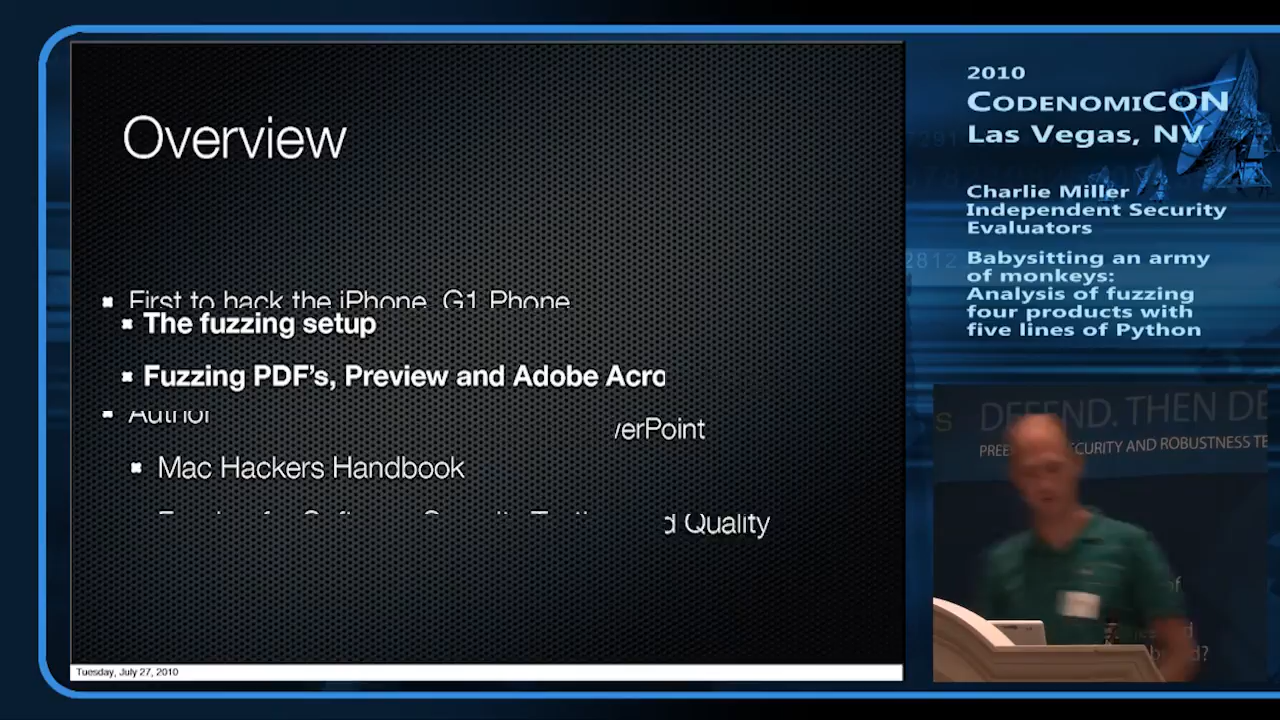 Overview
First to hack the iPhone, G1 Phone
The fuzzing setup
Fuzzing PDF's, Preview and Adobe Acro
Author
verPoint
Mac Hackers Handbook
d Quality
Tuesday, July 27, 2010
2010
CODENOMICON
Las Vegas, NV
Charlie Miller
Independent Security
Evaluators
Babysitting an army
of monkeys:
Analysis of fuzzing
four products with
five lines of Python
DEFEND. THEN DE
CURITY AND ROBUSTNESS TE